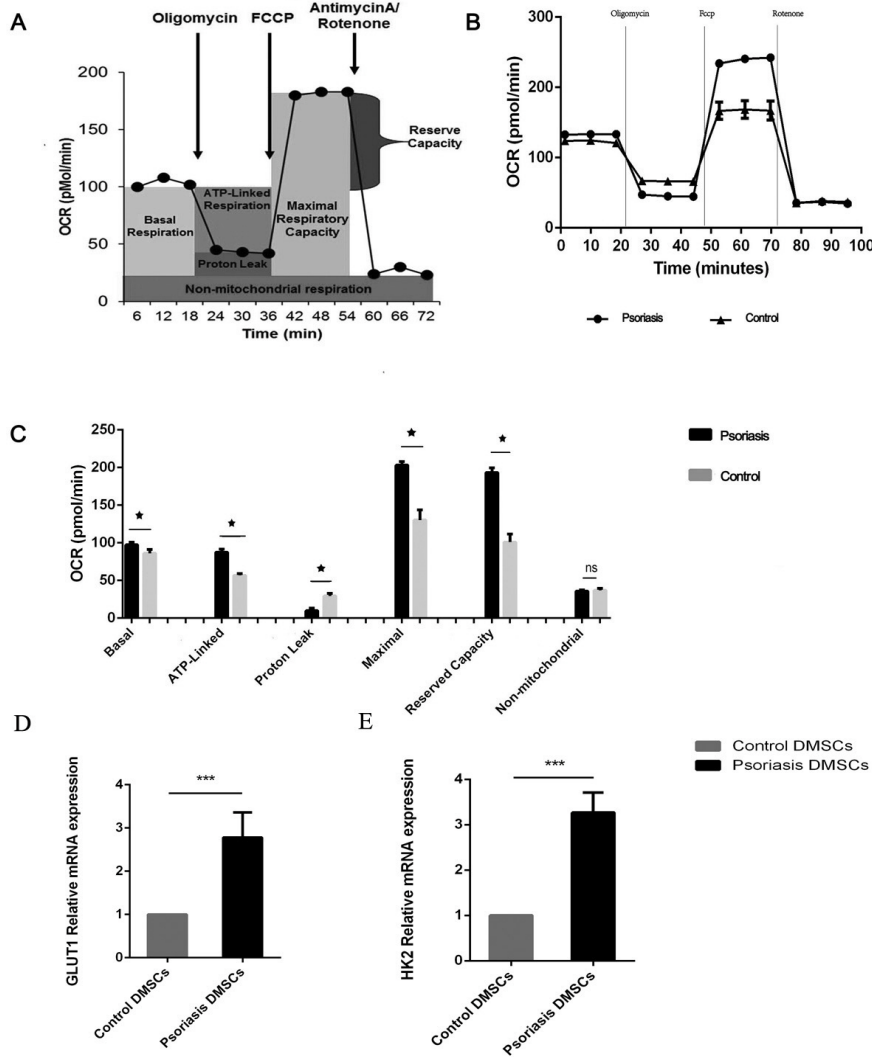 A
Oligomycin
FCCP
AntimycinA/
Rotenone
200
150
100
50
0
OCR (pMol/min)
Basal
Respiration
ATP-Linked
Respiration
Proton Leak
Maximal
Respiratory
Capacity
Reserve
Capacity
Non-mitochondrial respiration
6 12 18 24 30 36 42 48 54 60 66 72
Time (min)
B
Oligomycin
Fccp
Rotenone
300
200
100
0
OCR (pmol/min)
0 10 20 30 40 50 60 70 80 90 100
Time (minutes)
Psoriasis
Control
C
250
200
150
100
50
0
OCR (pmol/min)
ns
Basal
ATP-Linked
Proton Leak
Maximal
Reserved Capacity
Non-mitochondrial
Psoriasis
Control
D
GLUT1 Relative mRNA expression
4
3
2
1
0
***
Control DMSCs
Psoriasis DMSCs
E
HK2 Relative mRNA expression
4
3
2
1
0
***
Control DMSCs
Psoriasis DMSCs
Control DMSCs
Psoriasis DMSCs